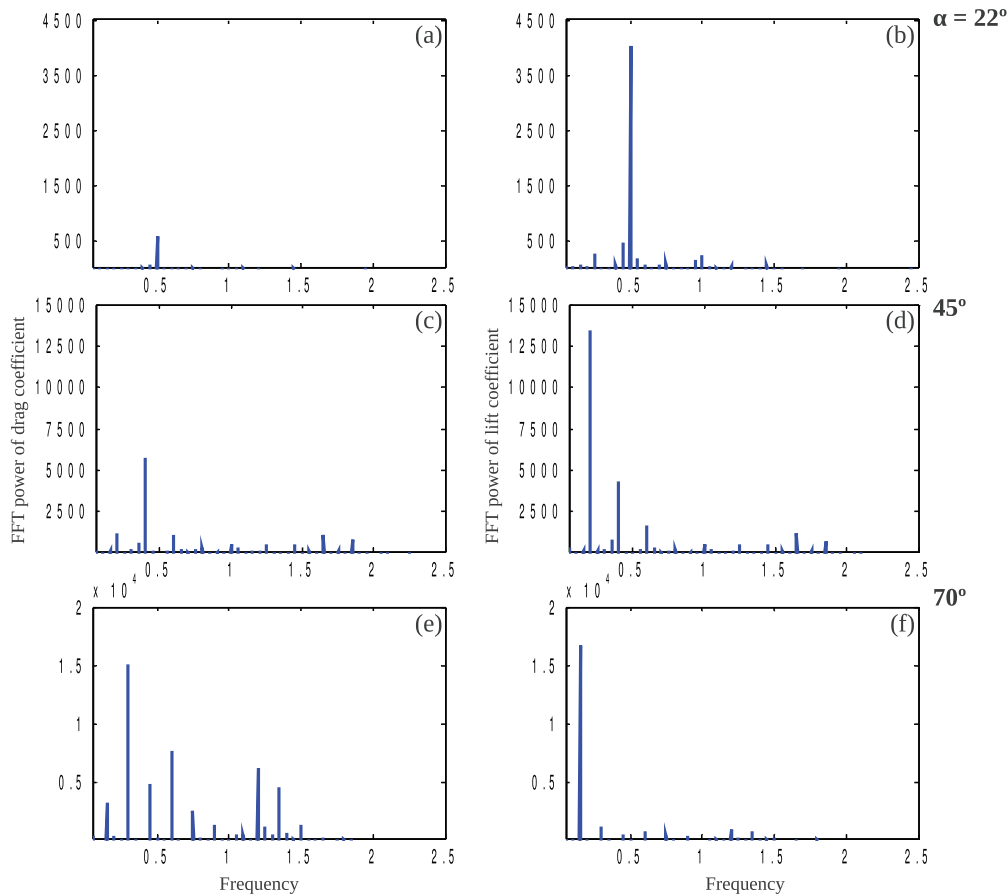 (a)
4500
3500
2500
1500
500
0.5 1 1.5 2 2.5
(b)
α = 22º
4500
3500
2500
1500
500
0.5 1 1.5 2 2.5
FFT power of drag coefficient
(c)
15000
12500
10000
7500
5000
2500
0.5 1 1.5 2 2.5
FFT power of lift coefficient
(d)
45º
15000
12500
10000
7500
5000
2500
0.5 1 1.5 2 2.5
x 10^4
(e)
2
1.5
1
0.5
0.5 1 1.5 2 2.5
Frequency
x 10^4
(f)
70º
2
1.5
1
0.5
0.5 1 1.5 2 2.5
Frequency